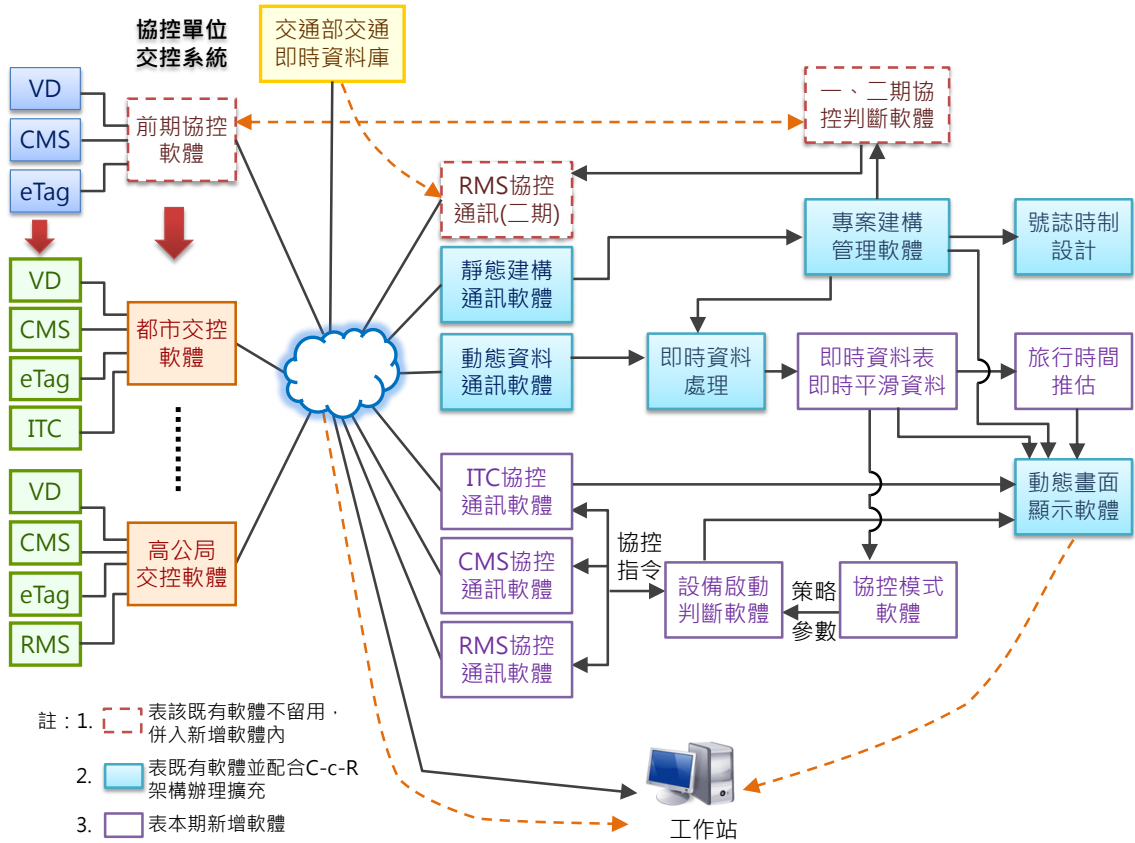 協控單位
交控系統
交通部交通
即時資料庫
VD
CMS
eTag
前期協控
軟體
一、二期協
控判斷軟體
RMS協控
通訊(二期)
專案建構
管理軟體
號誌時制
設計
靜態建構
通訊軟體
VD
CMS
eTag
ITC
都市交控
軟體
動態資料
通訊軟體
即時資料
處理
即時資料表
即時平滑資料
旅行時間
推估
VD
CMS
eTag
RMS
高公局
交控軟體
ITC協控
通訊軟體
CMS協控
通訊軟體
RMS協控
通訊軟體
協控
指令
設備啟動
判斷軟體
策略
參數
協控模式
軟體
動態畫面
顯示軟體
註：1.
表該既有軟體不留用，
併入新增軟體內
2.
表既有軟體並配合C-c-R
架構辦理擴充
3.
表本期新增軟體
工作站